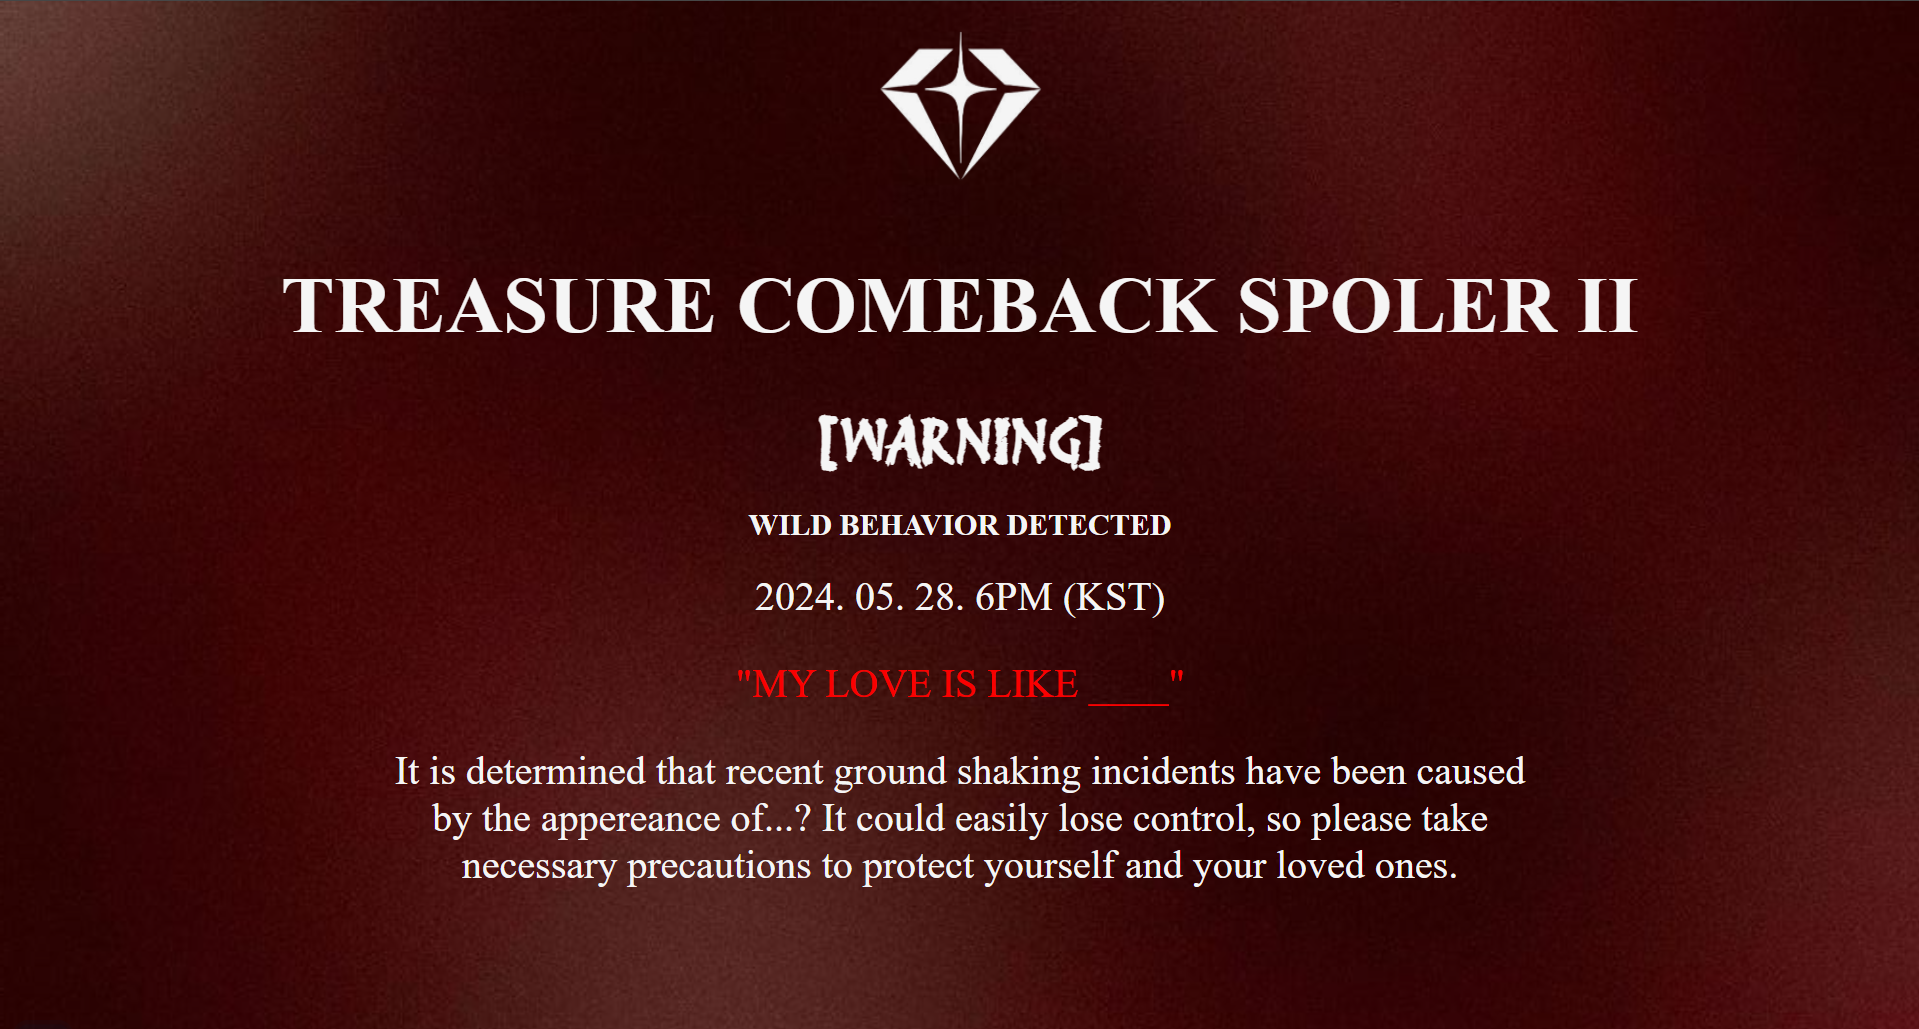 TREASURE COMEBACK SPOLER II
[WARNING]
WILD BEHAVIOR DETECTED
2024. 05. 28. 6PM (KST)
"MY LOVE IS LIKE ____"
It is determined that recent ground shaking incidents have been caused
by the appereance of...? It could easily lose control, so please take
necessary precautions to protect yourself and your loved ones.